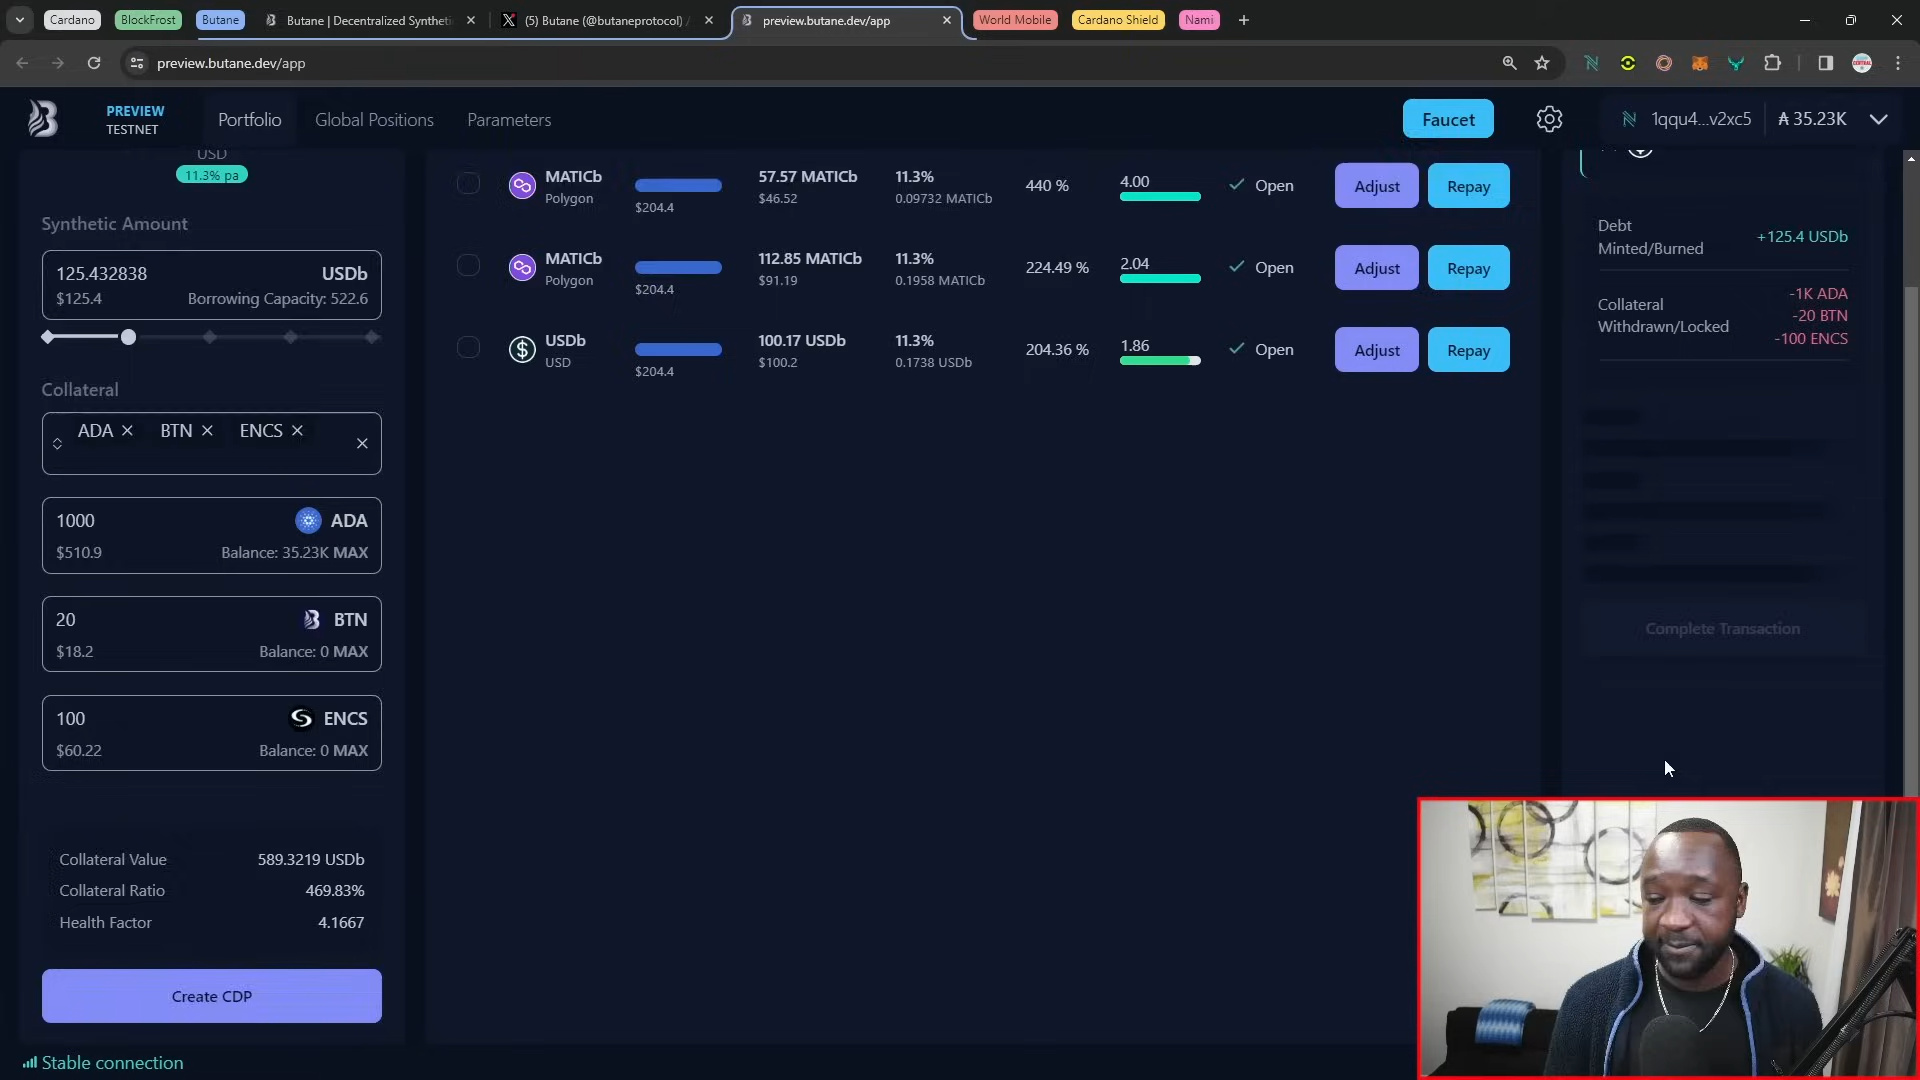 Cardano
BlockFrost
Butane
Butane | Decentralized Syntheti
(5) Butane (@butaneprotocol) /
preview.butane.dev/app
World Mobile
Cardano Shield
Nami
preview.butane.dev/app
PREVIEW
TESTNET
Portfolio
Global Positions
Parameters
Faucet
1qqu4...v2xc5
₳ 35.23K
USD
11.3% pa
Synthetic Amount
125.432838 USDb
$125.4 Borrowing Capacity: 522.6
Collateral
ADA BTN ENCS
1000 ADA
$510.9 Balance: 35.23K MAX
20 BTN
$18.2 Balance: 0 MAX
100 ENCS
$60.22 Balance: 0 MAX
Collateral Value 589.3219 USDb
Collateral Ratio 469.83%
Health Factor 4.1667
Create CDP
Stable connection
MATICb 57.57 MATICb 11.3% 440 % 4.00 Open Adjust Repay
Polygon $204.4 $46.52 0.09732 MATICb
MATICb 112.85 MATICb 11.3% 224.49 % 2.04 Open Adjust Repay
Polygon $204.4 $91.19 0.1958 MATICb
USDb 100.17 USDb 11.3% 204.36 % 1.86 Open Adjust Repay
USD $204.4 $100.2 0.1738 USDb
Debt
Minted/Burned
+125.4 USDb
Collateral
Withdrawn/Locked
-1K ADA
-20 BTN
-100 ENCS
Complete Transaction